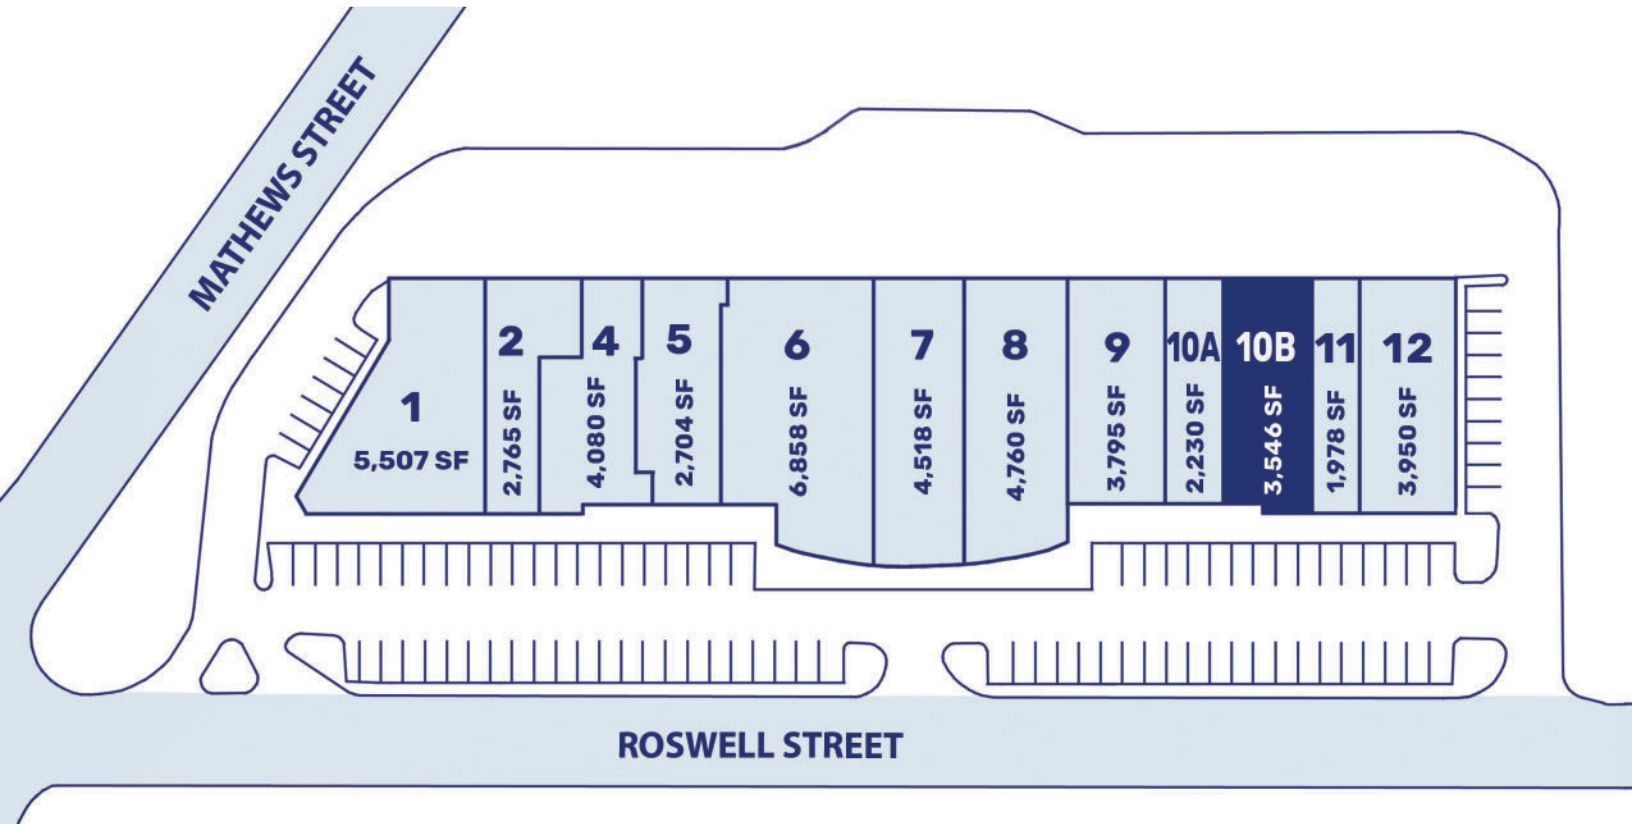 MATHEWS STREET
1
5,507 SF
2
2,765 SF
4
4,080 SF
5
2,704 SF
6
6,858 SF
7
4,518 SF
8
4,760 SF
9
3,795 SF
10A
2,230 SF
10B
3,546 SF
11
1,978 SF
12
3,950 SF
ROSWELL STREET